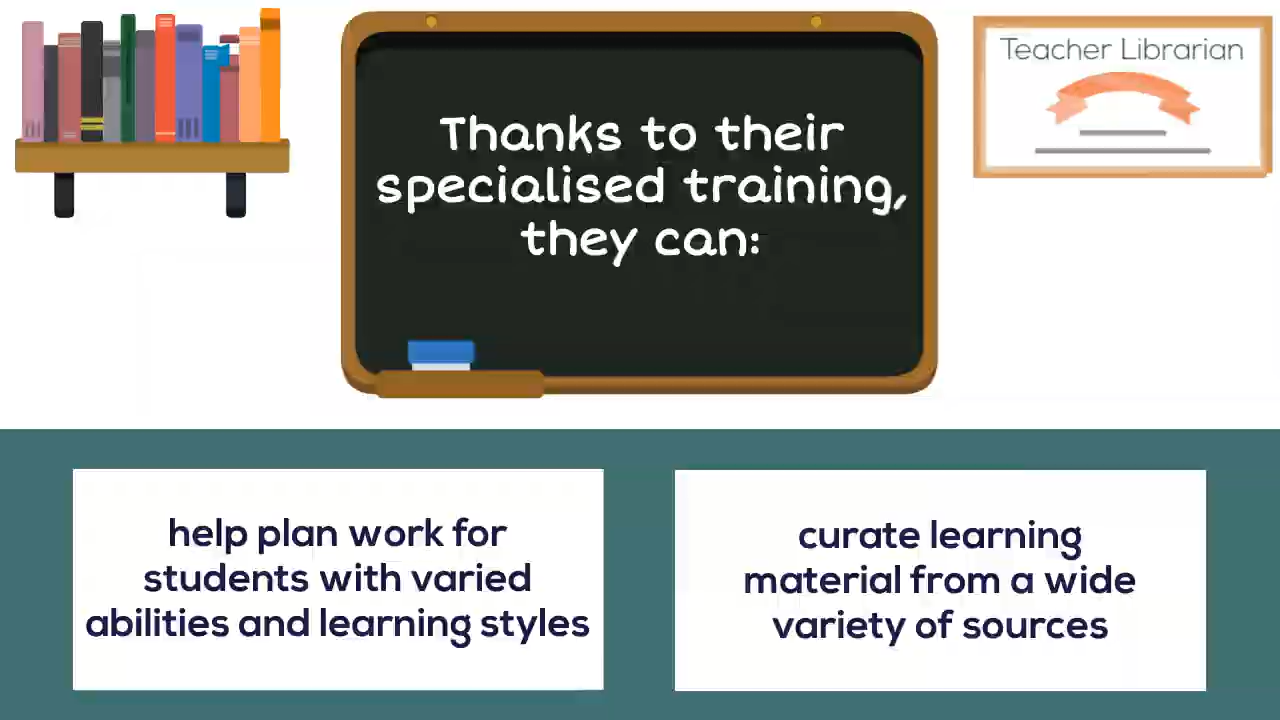 Teacher Librarian
Thanks to their
specialised training,
they can:
help plan work for
students with varied
abilities and learning styles
curate learning
material from a wide
variety of sources